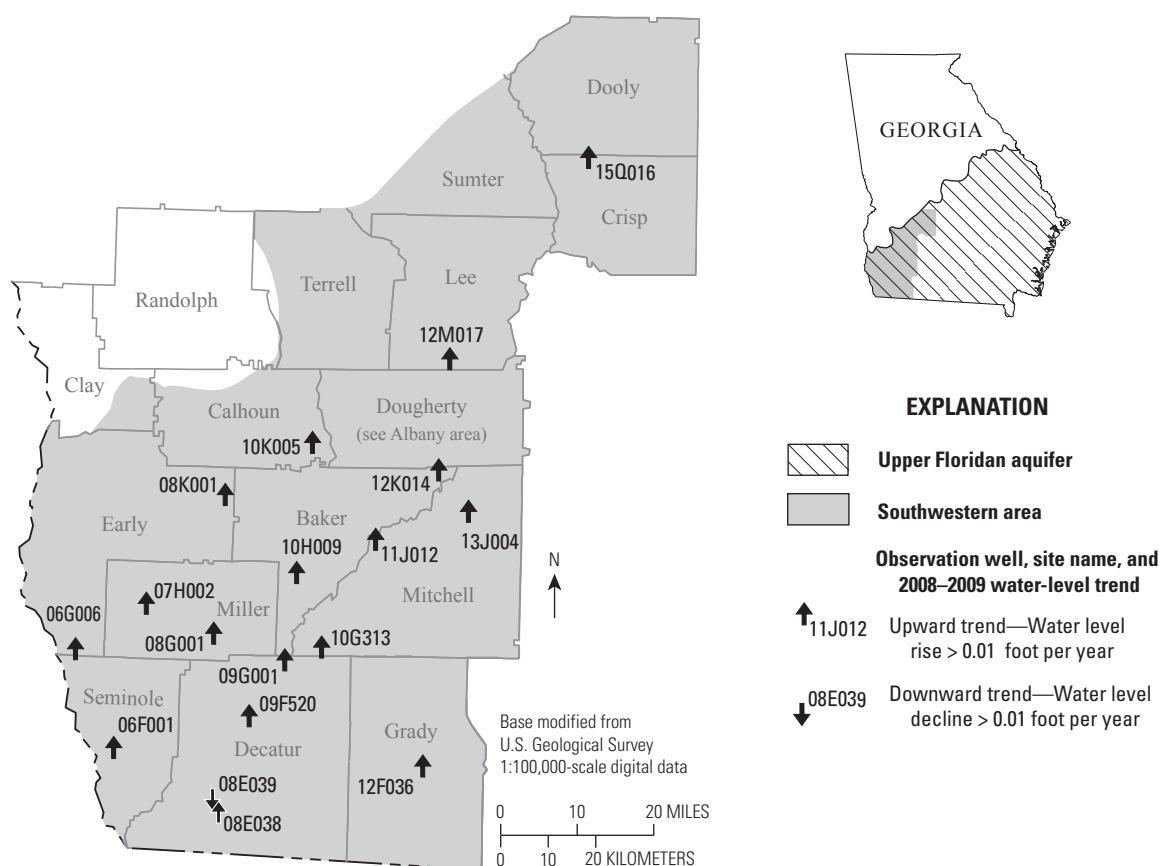 Dooly
15Q016
Sumter
Crisp
Terrell
Lee
Randolph
12M017
Clay
Calhoun
Dougherty
(see Albany area)
10K005
12K014
08K001
Early
Baker
13J004
10H009
11J012
07H002
Mitchell
06G006
Miller
08G001
10G313
09G001
Seminole
09F520
06F001
Decatur
Grady
08E039
12F036
08E038
N
Base modified from
U.S. Geological Survey
1:100,000-scale digital data
0 10 20 MILES
0 10 20 KILOMETERS
GEORGIA
EXPLANATION
Upper Floridan aquifer
Southwestern area
Observation well, site name, and
2008–2009 water-level trend
11J012 Upward trend—Water level
rise > 0.01 foot per year
08E039 Downward trend—Water level
decline > 0.01 foot per year